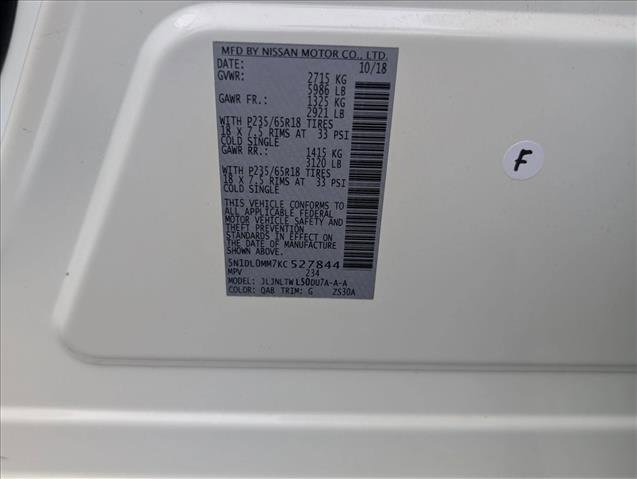 MFD BY NISSAN MOTOR CO., LTD.
DATE: 10/18
GVWR: 2715 KG
5986 LB
GAWR FR.: 1325 KG
2921 LB
WITH P235/65R18 TIRES
18 X 7.5 RIMS AT 33 PSI
COLD SINGLE
GAWR RR.: 1415 KG
3120 LB
WITH P235/65R18 TIRES
18 X 7.5 RIMS AT 33 PSI
COLD SINGLE
THIS VEHICLE CONFORMS TO
ALL APPLICABLE FEDERAL
MOTOR VEHICLE SAFETY AND
THEFT PREVENTION
STANDARDS IN EFFECT ON
THE DATE OF MANUFACTURE
SHOWN ABOVE.
5N1DL0MM7KC 527844
MPV 234
MODEL: JLJNLTWL50DU7A-A-A
COLOR: QAB TRIM: G ZS30A
F